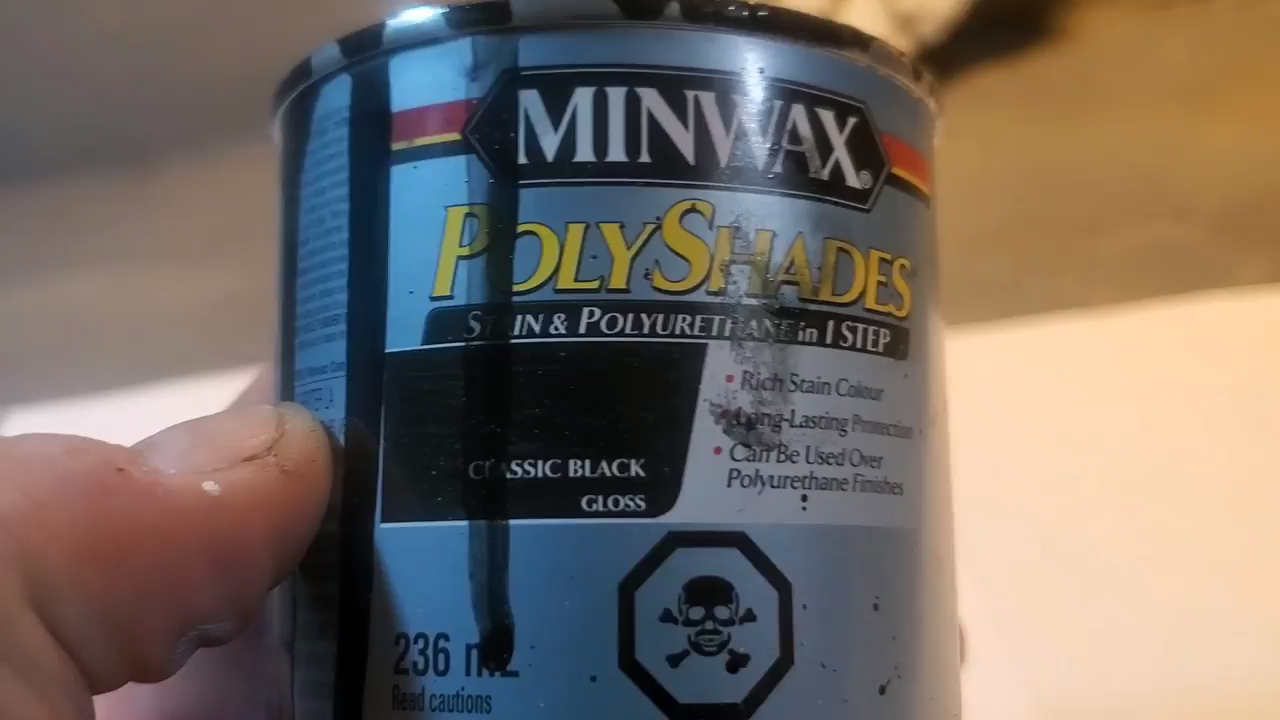 MINWAX®
POLYSHADES
STAIN & POLYURETHANE in 1 STEP
• Rich Stain Colour
• Long-Lasting Protection
• Can Be Used Over
Polyurethane Finishes
CLASSIC BLACK
GLOSS
236 mL
Read cautions